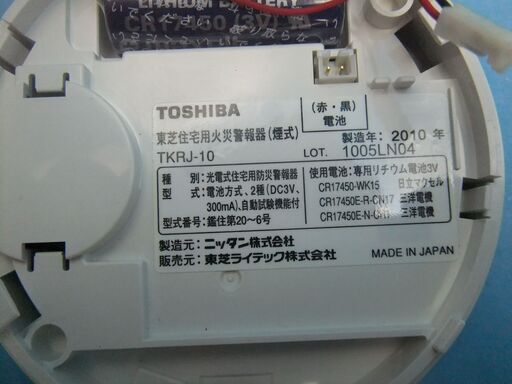 LITHIUM BATTERY
CR17450 (3V)
TOSHIBA
(赤・黒)
電池
東芝住宅用火災警報器(煙式)
製造年: 2010 年
TKRJ-10
LOT. 1005LN04
種 別:光電式住宅用防災警報器
型 式:電池方式、2種(DC3V、
300mA)、自動試験機能付
型式番号:鑑住第20〜6号
使用電池:専用リチウム電池3V
CR17450-WK15 日立マクセル
CR17450E-R-CN17 三洋電機
CR17450E-N-CN 三洋電機
製造元:ニッタン株式会社
販売元:東芝ライテック株式会社
MADE IN JAPAN